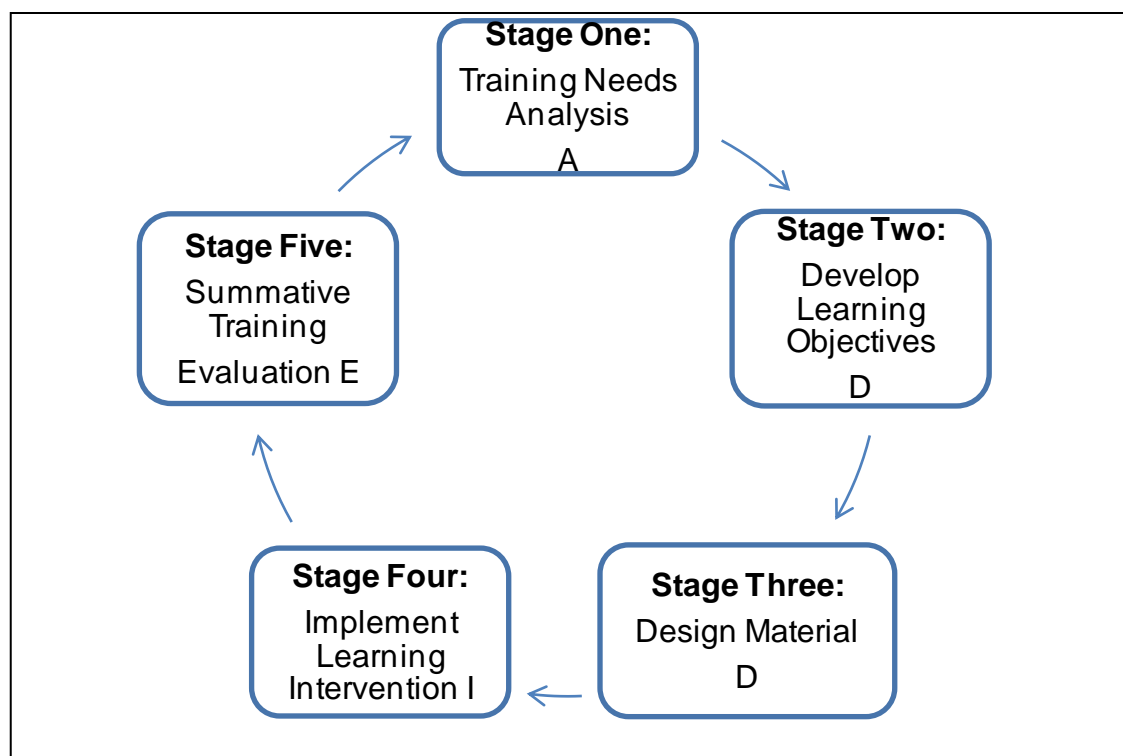 Stage One:
Training Needs
Analysis
A
Stage Two:
Develop
Learning
Objectives
D
Stage Three:
Design Material
D
Stage Four:
Implement
Learning
Intervention I
Stage Five:
Summative
Training
Evaluation E